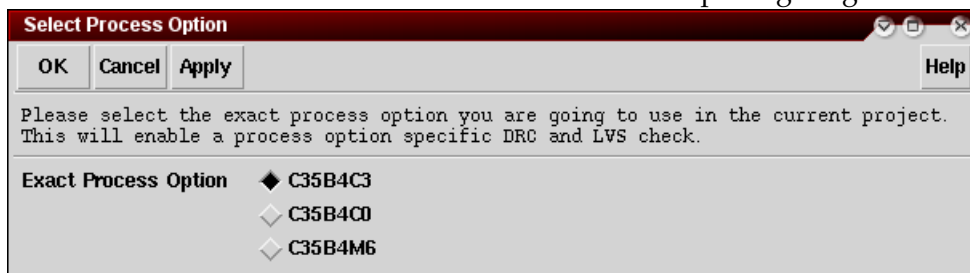 Select Process Option
OK Cancel Apply Help
Please select the exact process option you are going to use in the current project.
This will enable a process option specific DRC and LVS check.
Exact Process Option C35B4C3
C35B4C0
C35B4M6